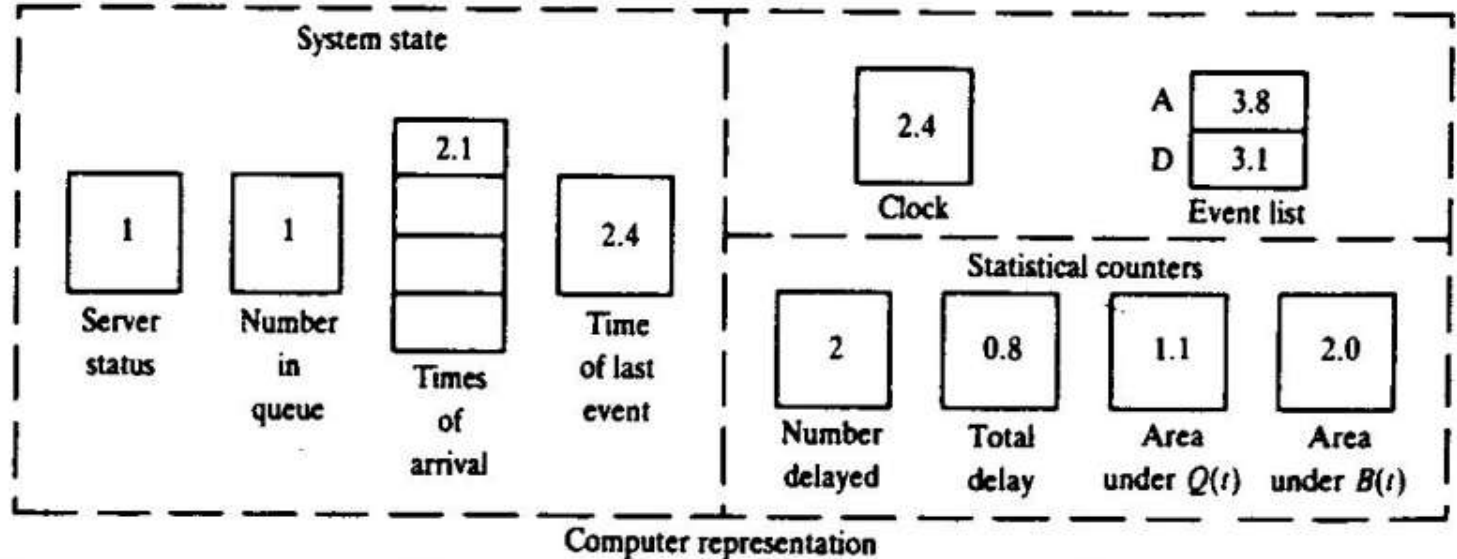 System state
1
Server
status
1
Number
in
queue
2.1
Times
of
arrival
2.4
Time
of last
event
2.4
Clock
A 3.8
D 3.1
Event list
Statistical counters
2
Number
delayed
0.8
Total
delay
1.1
Area
under Q(t)
2.0
Area
under B(t)
Computer representation